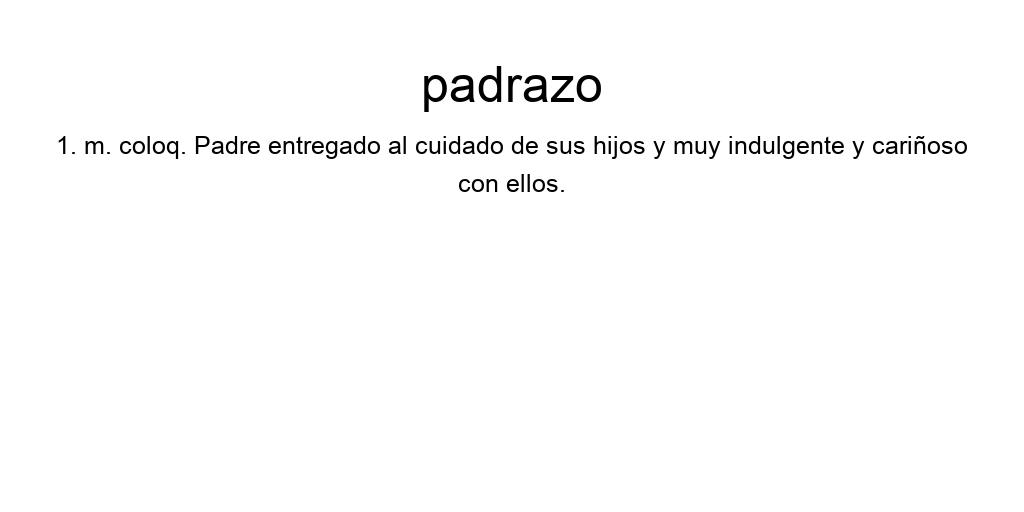 padrazo
1. m. coloq. Padre entregado al cuidado de sus hijos y muy indulgente y cariñoso
con ellos.